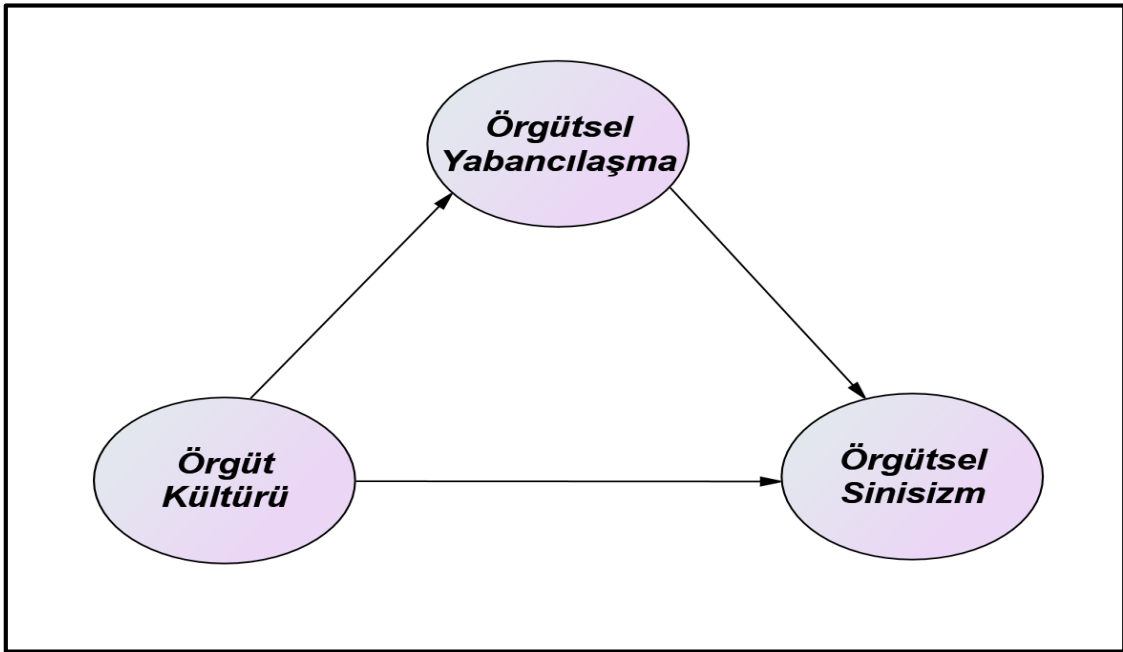 Örgütsel
Yabancılaşma
Örgüt
Kültürü
Örgütsel
Sinisizm